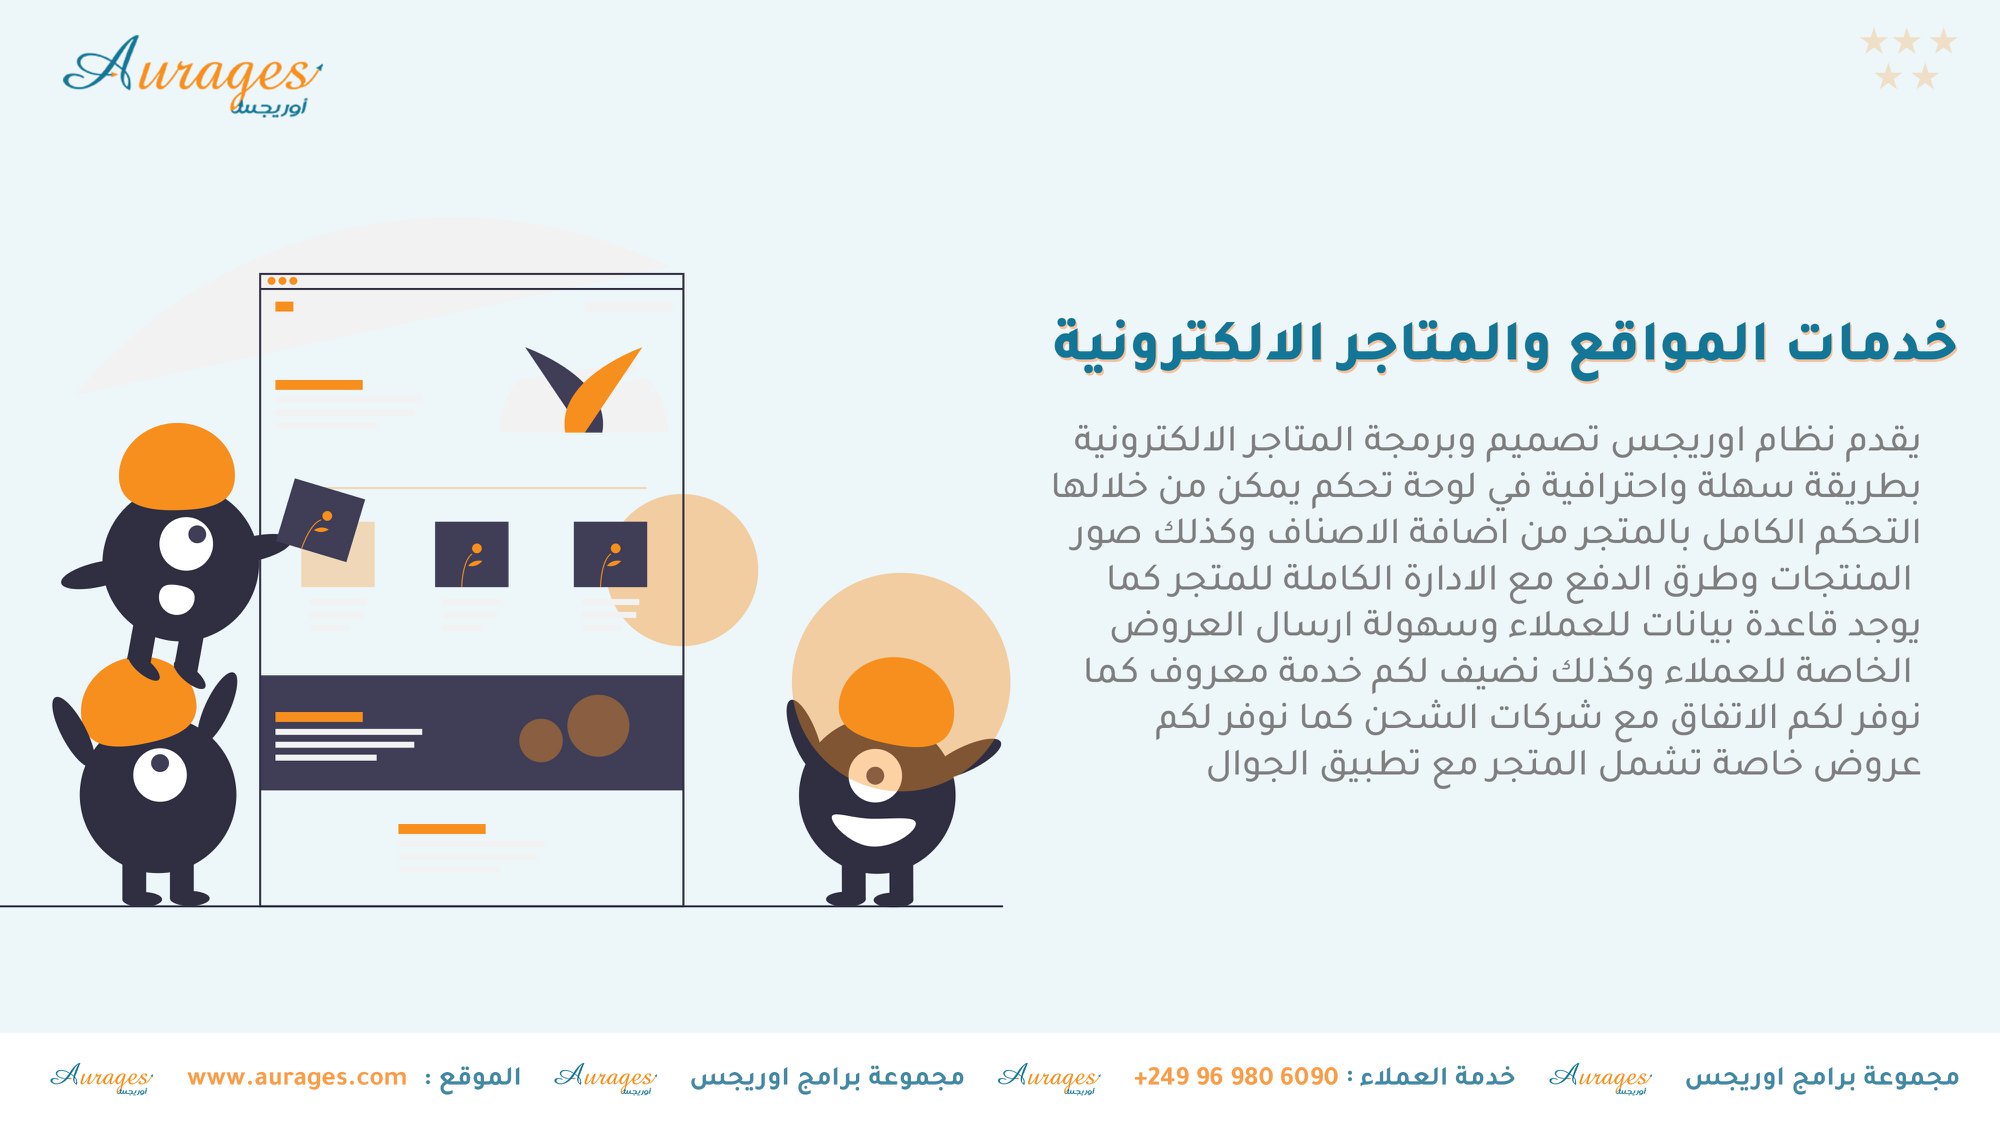 Aurages
أوريجس
خدمات المواقع والمتاجر الالكترونية
يقدم نظام اوريجس تصميم وبرمجة المتاجر الالكترونية
بطريقة سهلة واحترافية في لوحة تحكم يمكن من خلالها
التحكم الكامل بالمتجر من اضافة الاصناف وكذلك صور
المنتجات وطرق الدفع مع الادارة الكاملة للمتجر كما
يوجد قاعدة بيانات للعملاء وسهولة ارسال العروض
الخاصة للعملاء وكذلك نضيف لكم خدمة معروف كما
نوفر لكم الاتفاق مع شركات الشحن كما نوفر لكم
عروض خاصة تشمل المتجر مع تطبيق الجوال
مجموعة برامج اوريجس Aurages أوريجس خدمة العملاء : +249 96 980 6090 Aurages أوريجس مجموعة برامج اوريجس Aurages أوريجس الموقع : www.aurages.com Aurages أوريجس